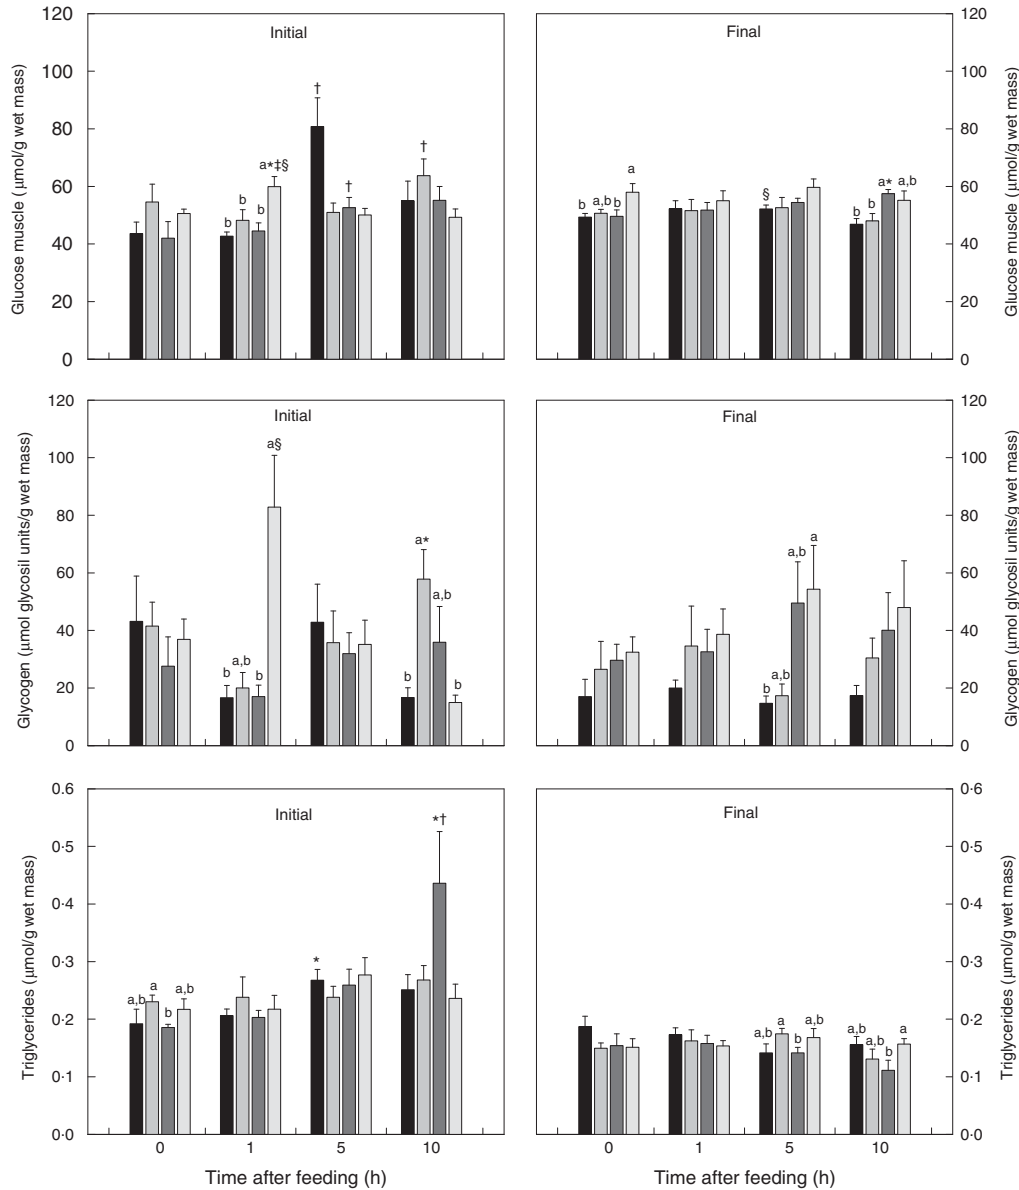 120
100
80
60
40
20
0
Glucose muscle (μmol/g wet mass)
Initial
b
b
b
a*‡§
†
†
†
Final
b
a,b
b
a
§
b
b
a*
a,b
120
100
80
60
40
20
0
Glucose muscle (μmol/g wet mass)
120
100
80
60
40
20
0
Glycogen (μmol glycosil units/g wet mass)
Initial
b
a,b
b
a§
b
a*
a,b
b
Final
b
a,b
a,b
a
120
100
80
60
40
20
0
Glycogen (μmol glycosil units/g wet mass)
0·6
0·5
0·4
0·3
0·2
0·1
0·0
Triglycerides (μmol/g wet mass)
Initial
a,b
a
b
a,b
*
*†
0 1 5 10
Time after feeding (h)
Final
a,b
a
b
a,b
a,b
a,b
b
a
0 1 5 10
Time after feeding (h)
0·6
0·5
0·4
0·3
0·2
0·1
0·0
Triglycerides (μmol/g wet mass)